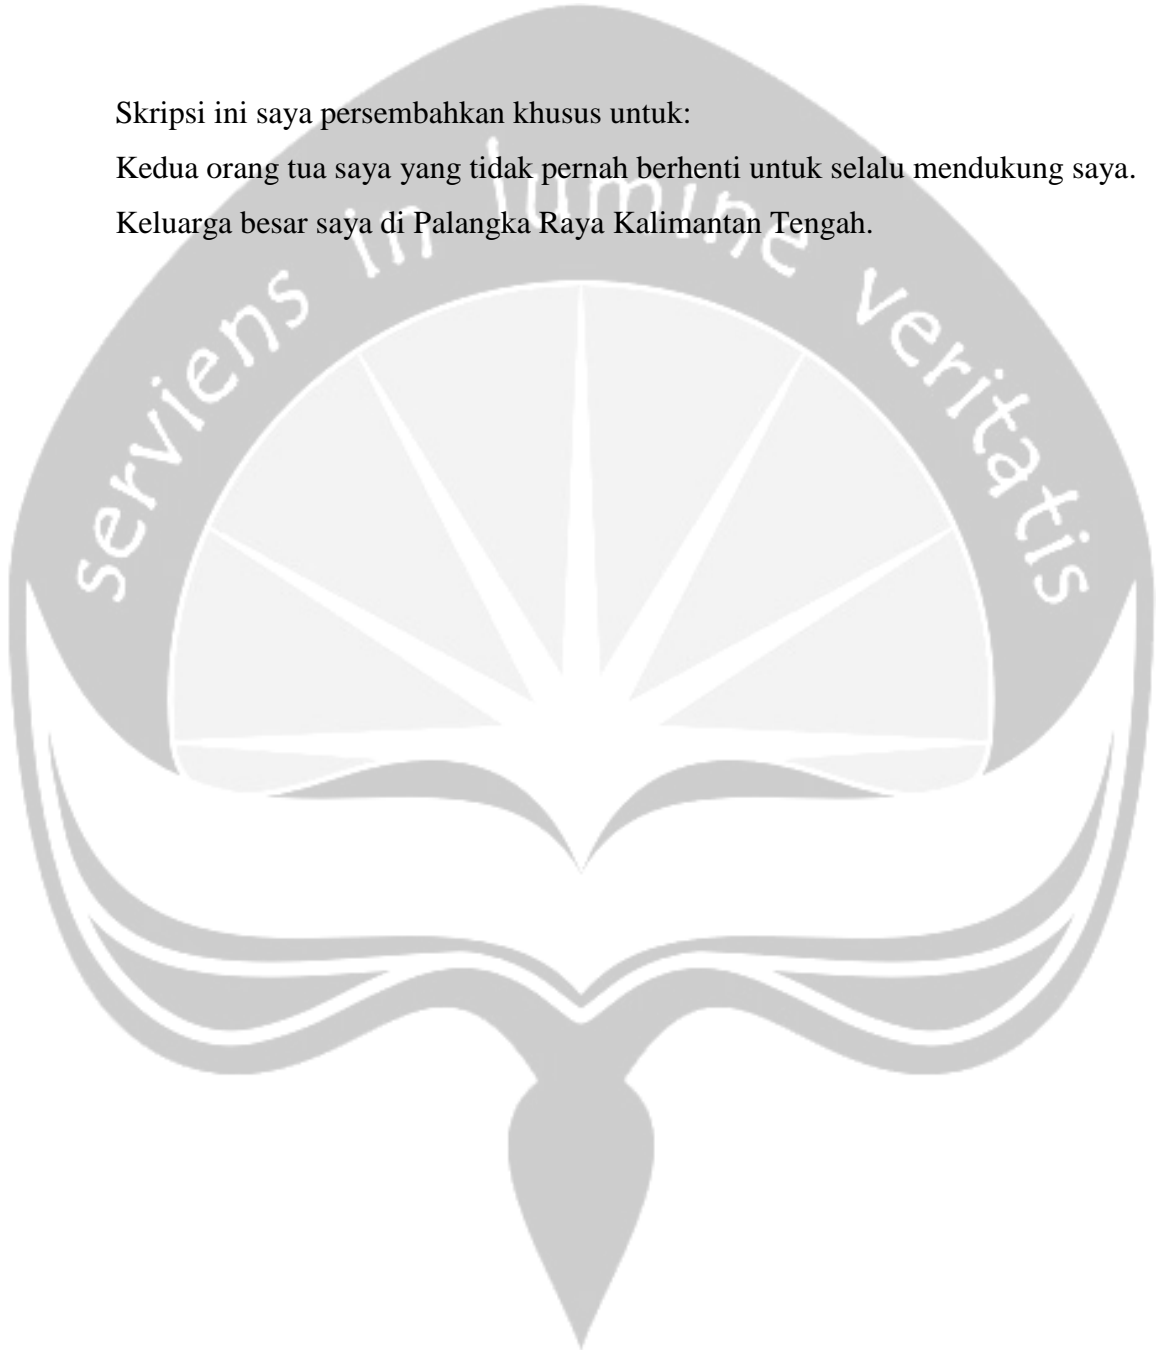 Skripsi ini saya persembahkan khusus untuk:
Kedua orang tua saya yang tidak pernah berhenti untuk selalu mendukung saya.
Keluarga besar saya di Palangka Raya Kalimantan Tengah.
serviens in lumine veritatis